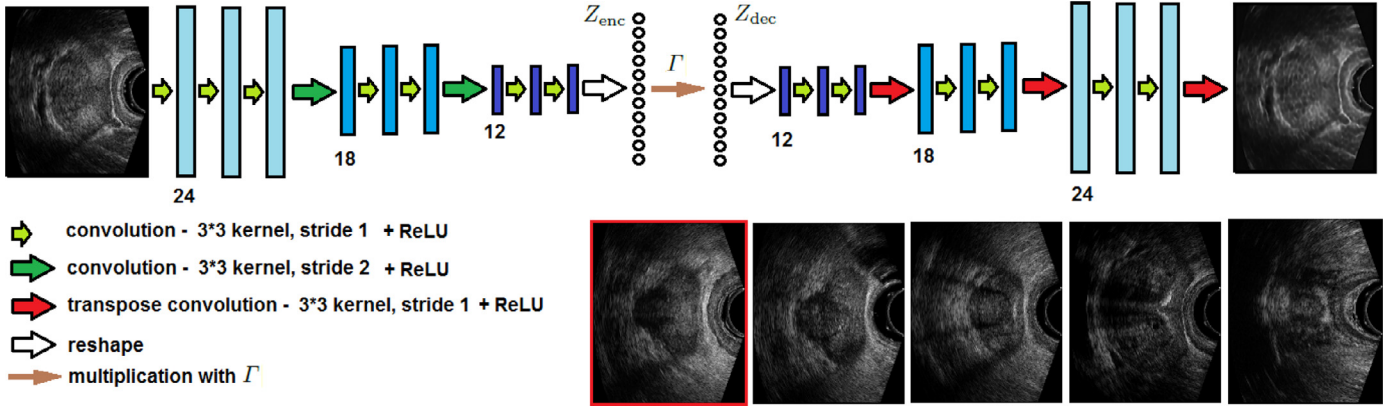 Z_enc
Z_dec
Γ
12
12
18
18
24
24
convolution - 3*3 kernel, stride 1 + ReLU
convolution - 3*3 kernel, stride 2 + ReLU
transpose convolution - 3*3 kernel, stride 1 + ReLU
reshape
multiplication with Γ